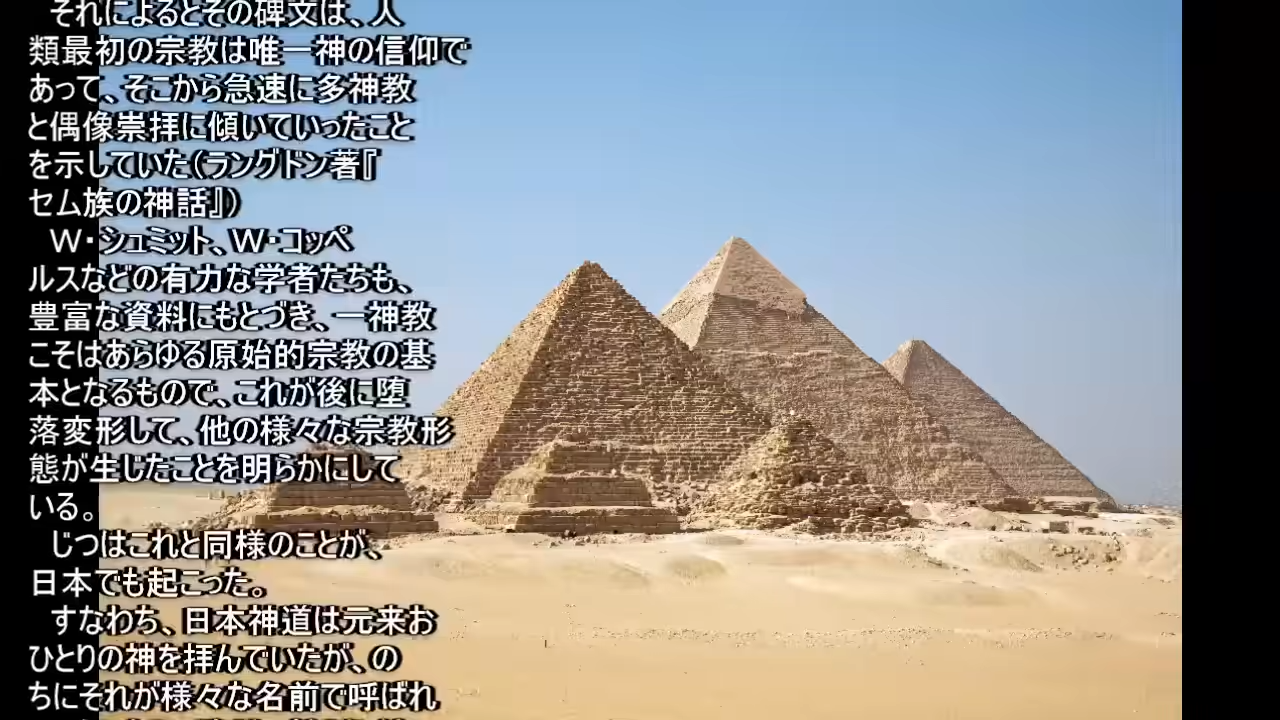 それによるとその碑文は、人
類最初の宗教は唯一神の信仰で
あって、そこから急速に多神教
と偶像崇拝に傾いていったこと
を示していた（ラングドン著『
セム族の神話』）
Ｗ・シュミット、Ｗ・コッペ
ルスなどの有力な学者たちも、
豊富な資料にもとづき、一神教
こそはあらゆる原始的宗教の基
本となるもので、これが後に堕
落変形して、他の様々な宗教形
態が生じたことを明らかにして
いる。
じつはこれと同様のことが、
日本でも起こった。
すなわち、日本神道は元来お
ひとりの神を拝んでいたが、の
ちにそれが様々な名前で呼ばれ